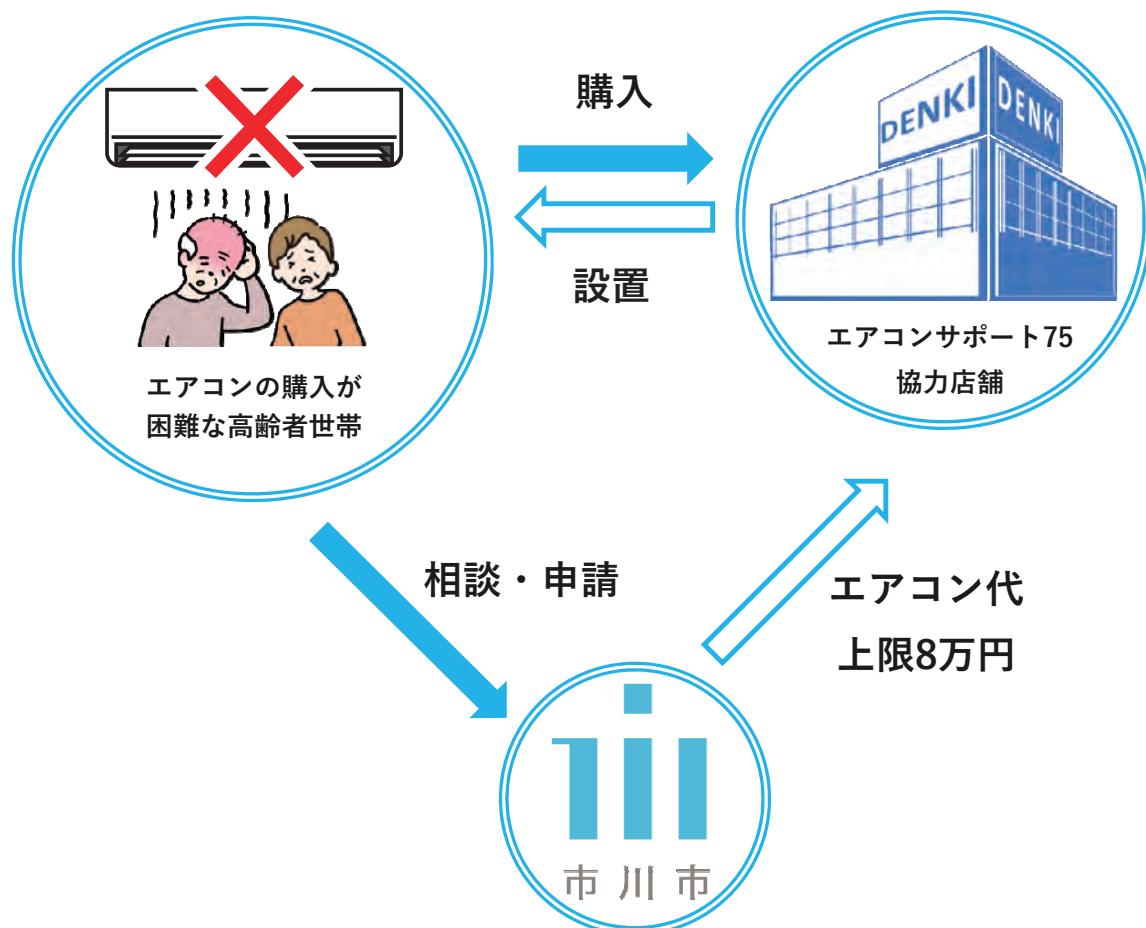 購入
DENKI
DENKI
設置
エアコンサポート75
協力店舗
エアコンの購入が
困難な高齢者世帯
相談・申請
エアコン代
上限8万円
市川市